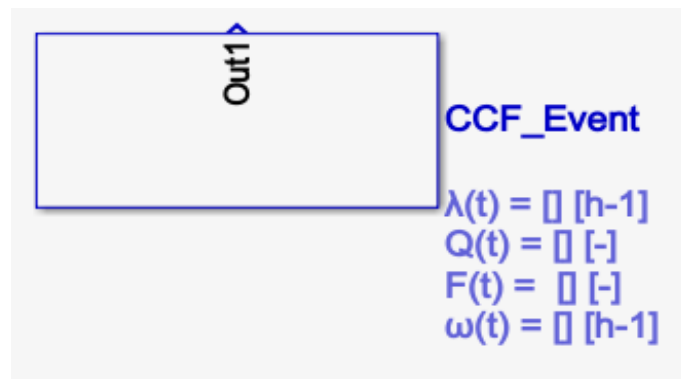 Out1
CCF_Event
λ(t) = [] [h-1]
Q(t) = [] [-]
F(t) =  [] [-]
ω(t) = [] [h-1]